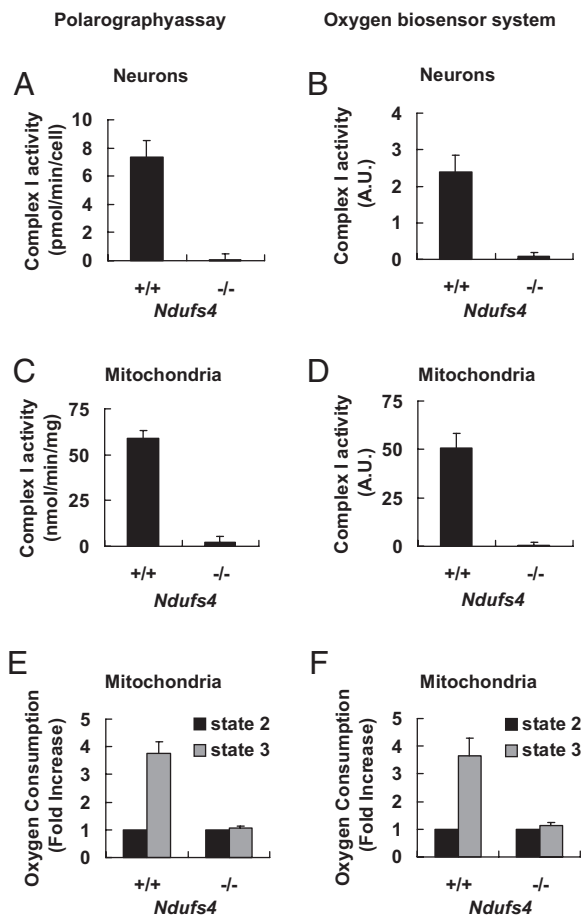 Polarographyassay Oxygen biosensor system
A Neurons
Complex I activity
(pmol/min/cell)
10
8
6
4
2
0
+/+ -/-
Ndufs4
B Neurons
Complex I activity
(A.U.)
4
3
2
1
0
+/+ -/-
Ndufs4
C Mitochondria
Complex I activity
(nmol/min/mg)
75
50
25
0
+/+ -/-
Ndufs4
D Mitochondria
Complex I activity
(A.U.)
75
50
25
0
+/+ -/-
Ndufs4
E Mitochondria
Oxygen Consumption
(Fold Increase)
5
4
3
2
1
0
state 2
state 3
+/+ -/-
Ndufs4
F Mitochondria
Oxygen Consumption
(Fold Increase)
5
4
3
2
1
0
state 2
state 3
+/+ -/-
Ndufs4